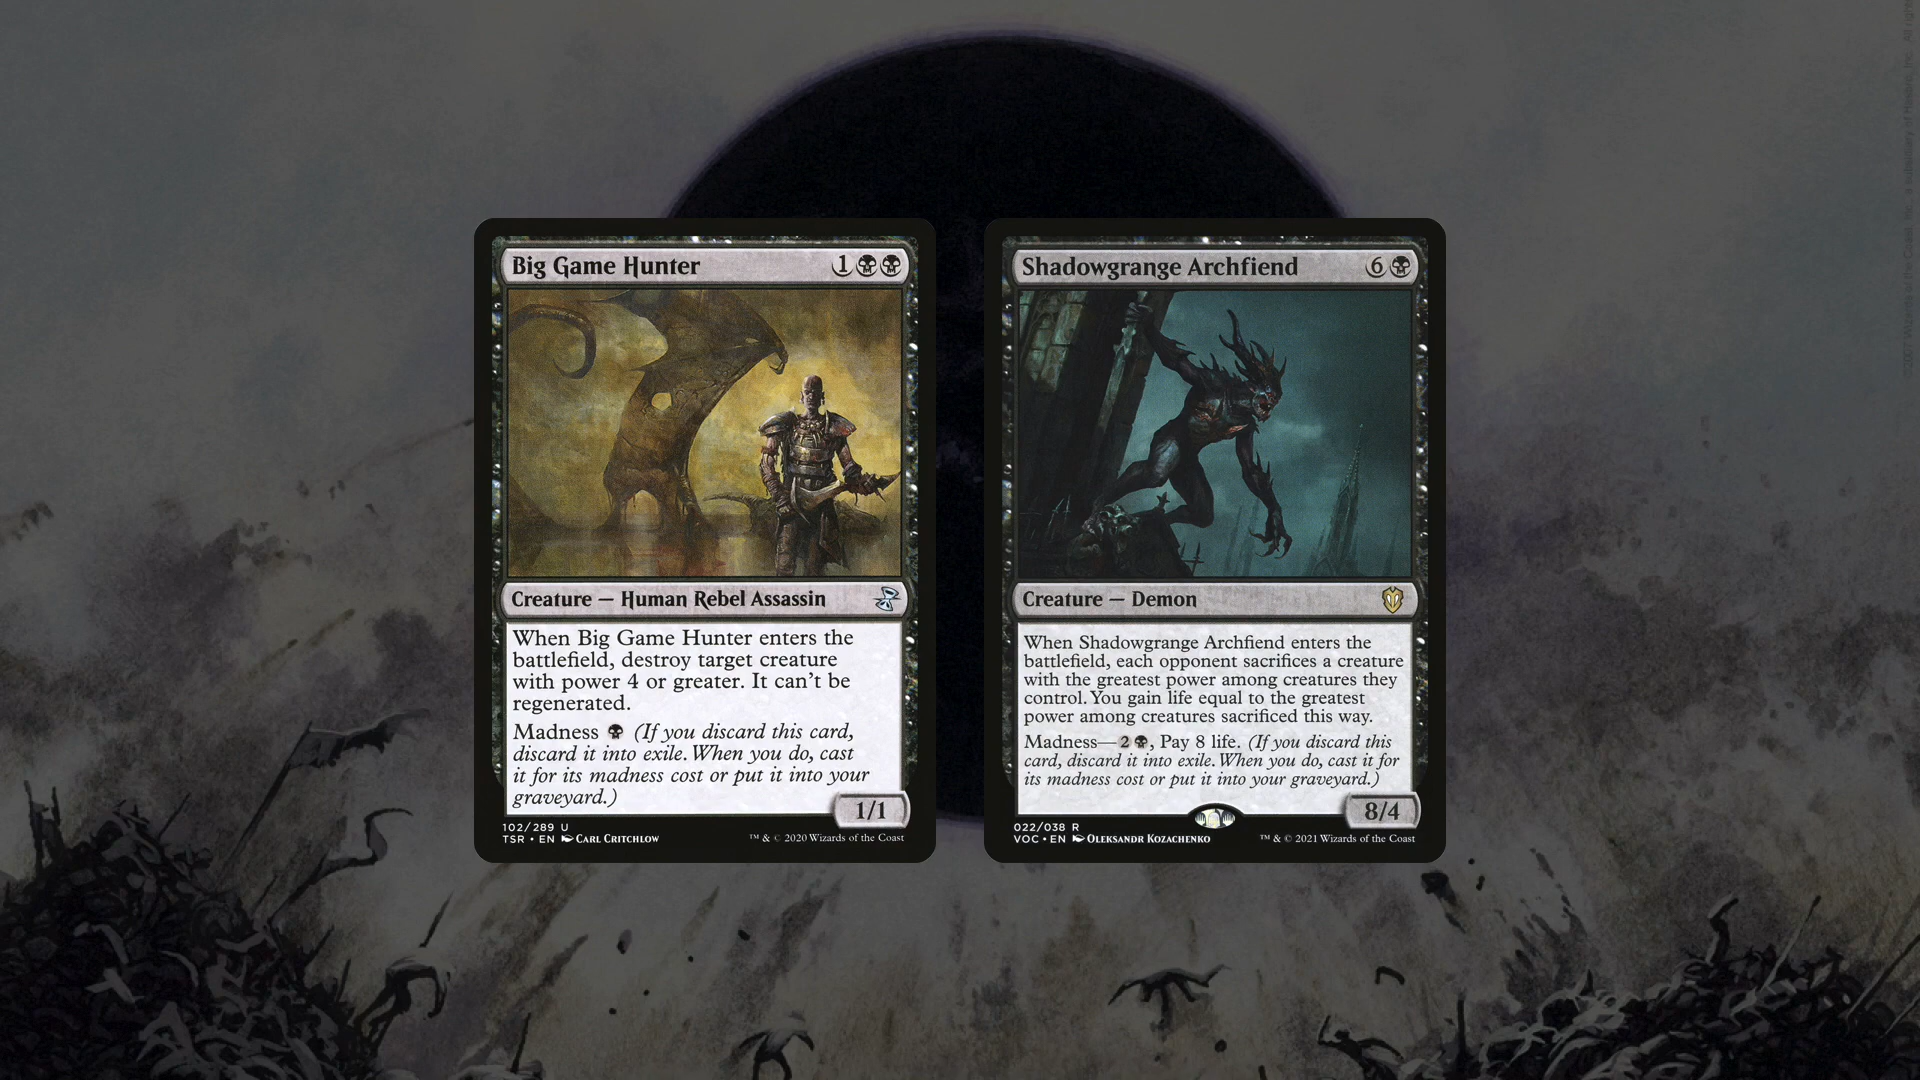 Big Game Hunter 1
Creature — Human Rebel Assassin
When Big Game Hunter enters the
battlefield, destroy target creature
with power 4 or greater. It can't be
regenerated.
Madness (If you discard this card,
discard it into exile. When you do, cast
it for its madness cost or put it into your
graveyard.)
1/1
102/289 U
TSR • EN CARL CRITCHLOW
™ & © 2020 Wizards of the Coast
Shadowgrange Archfiend 6
Creature — Demon
When Shadowgrange Archfiend enters the
battlefield, each opponent sacrifices a creature
with the greatest power among creatures they
control. You gain life equal to the greatest
power among creatures sacrificed this way.
Madness—2, Pay 8 life. (If you discard this
card, discard it into exile. When you do, cast it for
its madness cost or put it into your graveyard.)
8/4
022/038 R
VOC • EN OLEKSANDR KOZACHENKO
™ & © 2021 Wizards of the Coast